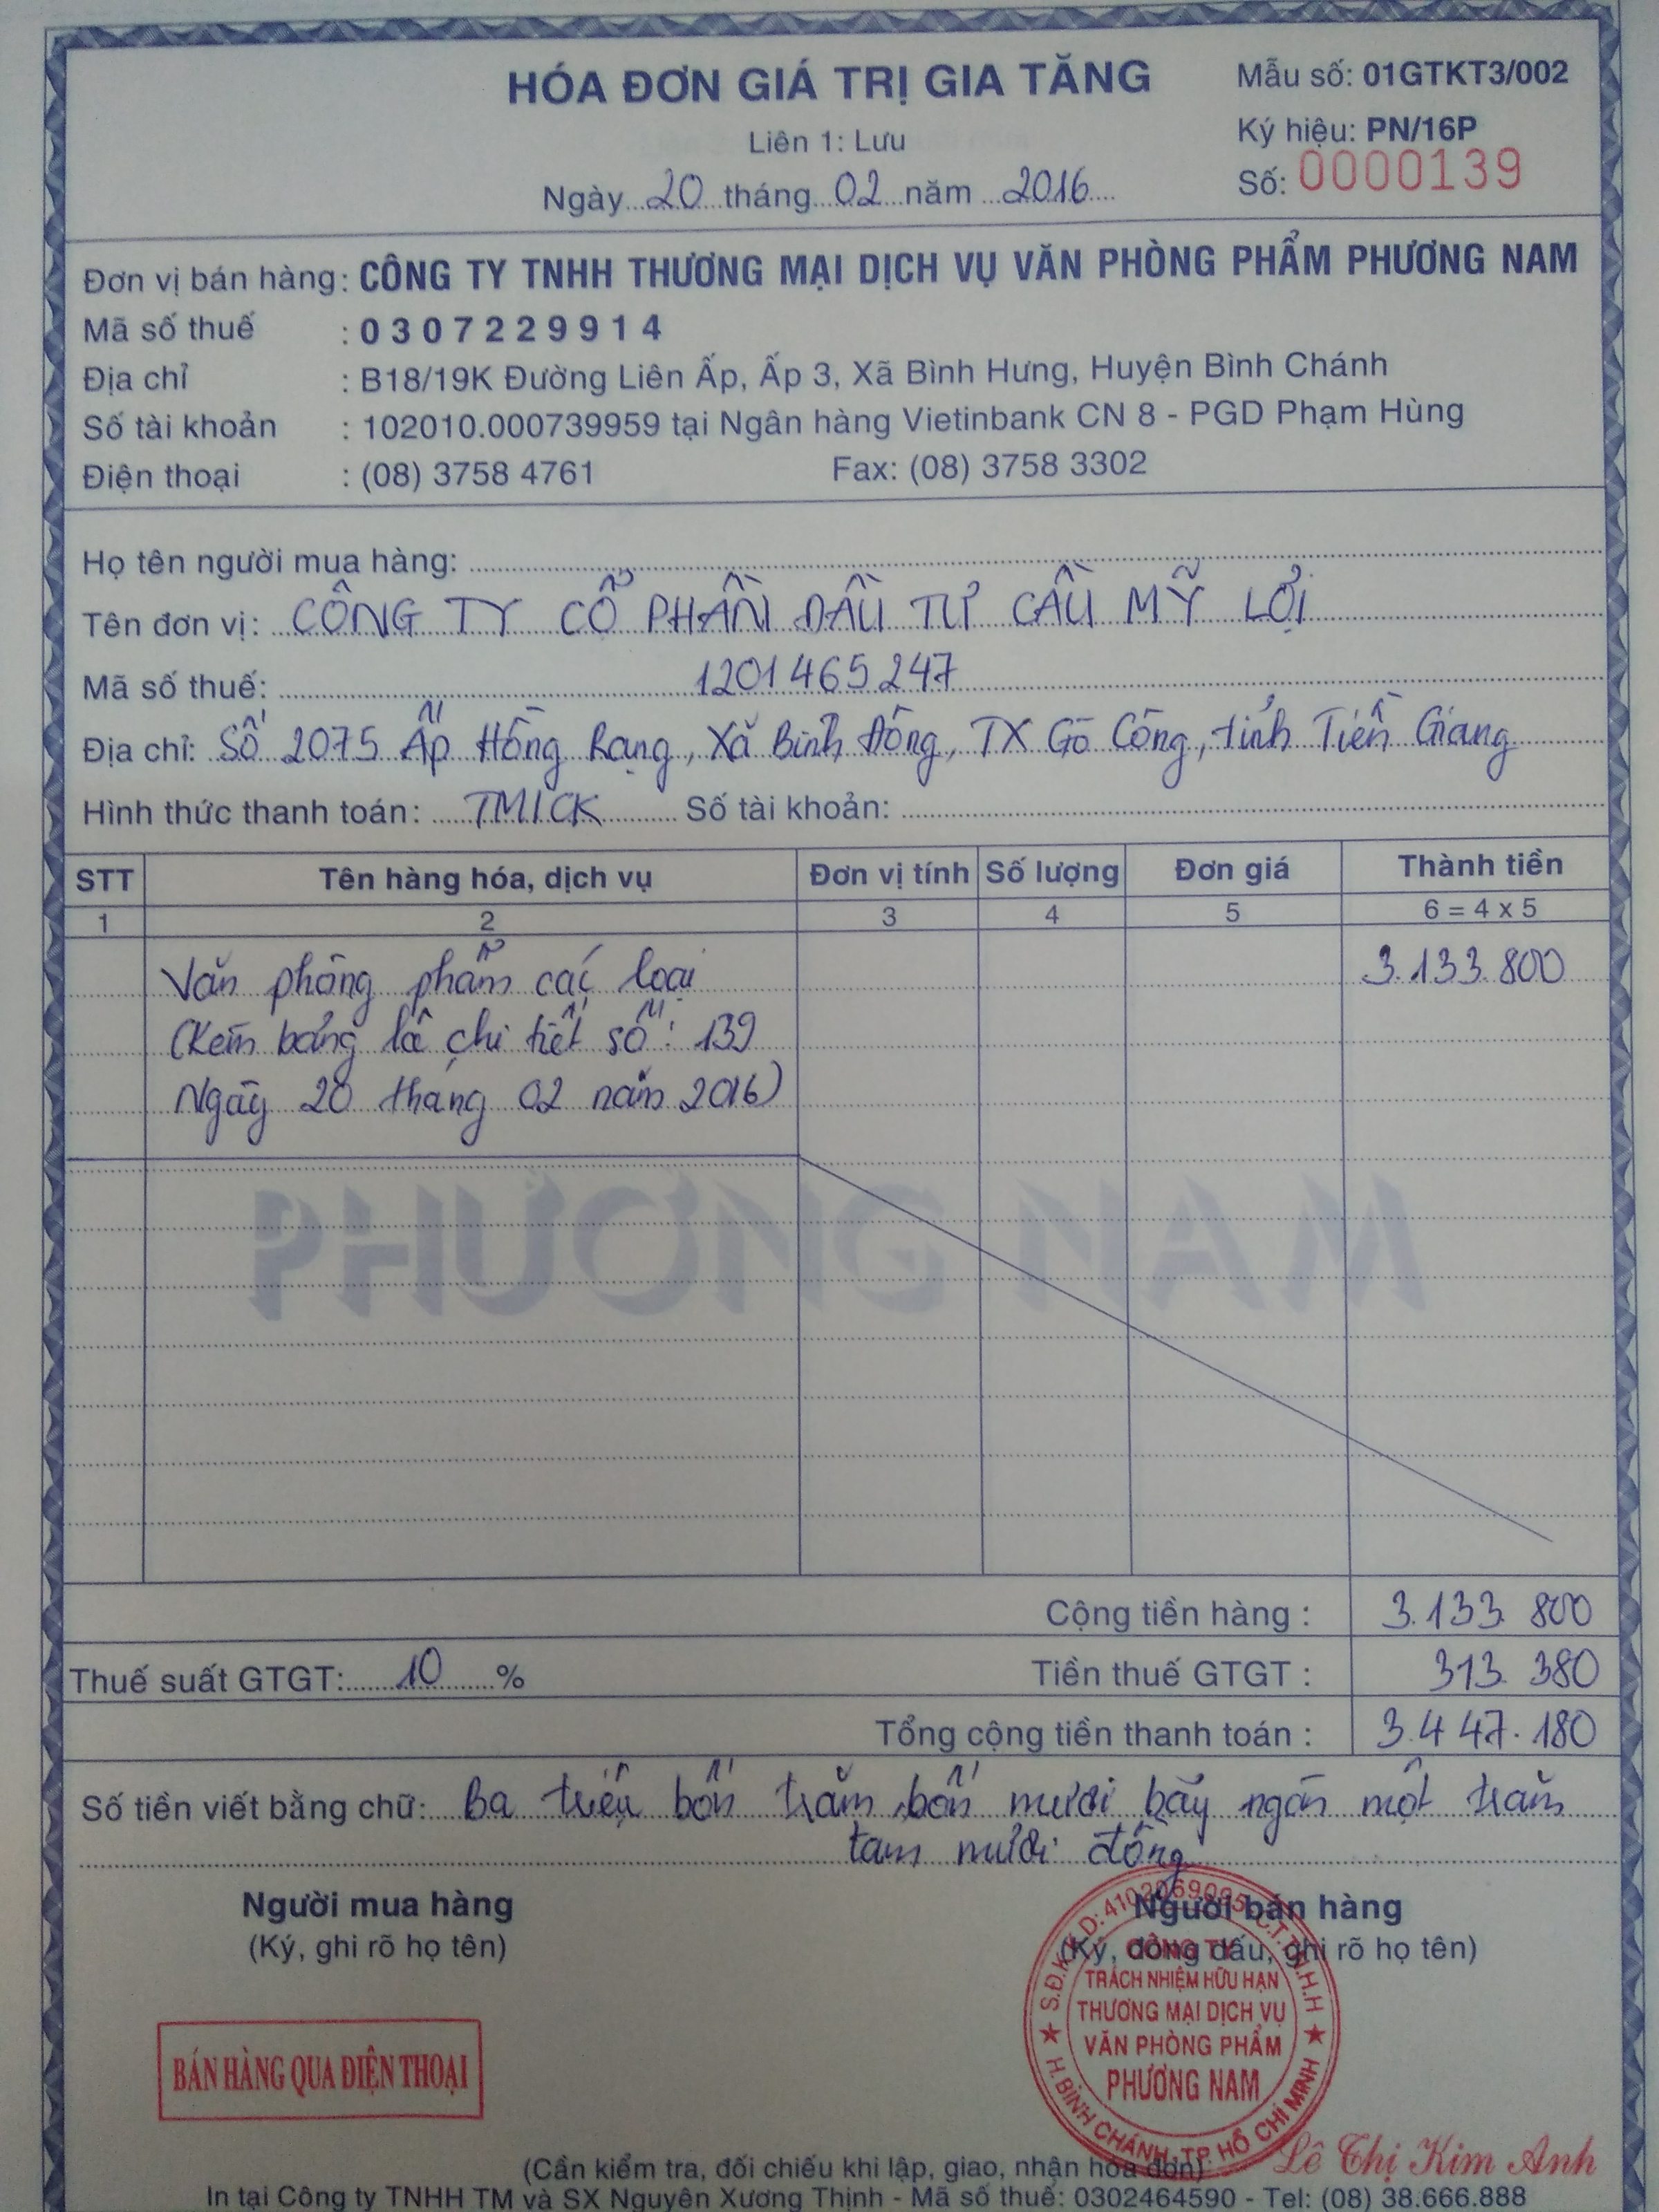 HÓA ĐƠN GIÁ TRỊ GIA TĂNG
Mẫu số: 01GTKT3/002
Liên 1: Lưu
Ký hiệu: PN/16P
Ngày 20 tháng 02 năm 2016
Số: 0000139
Đơn vị bán hàng: CÔNG TY TNHH THƯƠNG MẠI DỊCH VỤ VĂN PHÒNG PHẨM PHƯƠNG NAM
Mã số thuế : 0307229914
Địa chỉ : B18/19K Đường Liên Ấp, Ấp 3, Xã Bình Hưng, Huyện Bình Chánh
Số tài khoản : 102010.000739959 tại Ngân hàng Vietinbank CN 8 - PGD Phạm Hùng
Điện thoại : (08) 3758 4761 Fax: (08) 3758 3302
Họ tên người mua hàng:
Tên đơn vị: CÔNG TY CỔ PHẦN ĐẦU TƯ CẦU MỸ LỢI
Mã số thuế: 1201465247
Địa chỉ: Số 2075 Ấp Hồng Rạng, Xã Bình Đông, TX Gò Công, tỉnh Tiền Giang
Hình thức thanh toán: TM/CK Số tài khoản:
STT Tên hàng hóa, dịch vụ Đơn vị tính Số lượng Đơn giá Thành tiền
1 2 3 4 5 6 = 4 x 5
Văn phòng phẩm các loại 3.133.800
(Kèm bảng kê chi tiết số: 139
Ngày 20 tháng 02 năm 2016)
PHƯƠNG NAM
Cộng tiền hàng : 3.133.800
Thuế suất GTGT: 10 % Tiền thuế GTGT : 313.380
Tổng cộng tiền thanh toán : 3.447.180
Số tiền viết bằng chữ: Ba triệu bốn trăm bốn mươi bảy ngàn một trăm
tám mươi đồng
Người mua hàng
Người bán hàng
(Ký, ghi rõ họ tên)
(Ký, đóng dấu, ghi rõ họ tên)
S.Đ.K.K.D: 4102069095 C.T.T.N.H.H
CÔNG TY
TRÁCH NHIỆM HỮU HẠN
THƯƠNG MẠI DỊCH VỤ
VĂN PHÒNG PHẨM
PHƯƠNG NAM
H. BÌNH CHÁNH - TP. HỒ CHÍ MINH
BÁN HÀNG QUA ĐIỆN THOẠI
Lê Thị Kim Anh
(Cần kiểm tra, đối chiếu khi lập, giao, nhận hóa đơn)
In tại Công ty TNHH TM và SX Nguyên Xương Thịnh - Mã số thuế: 0302464590 - Tel: (08) 38.666.888